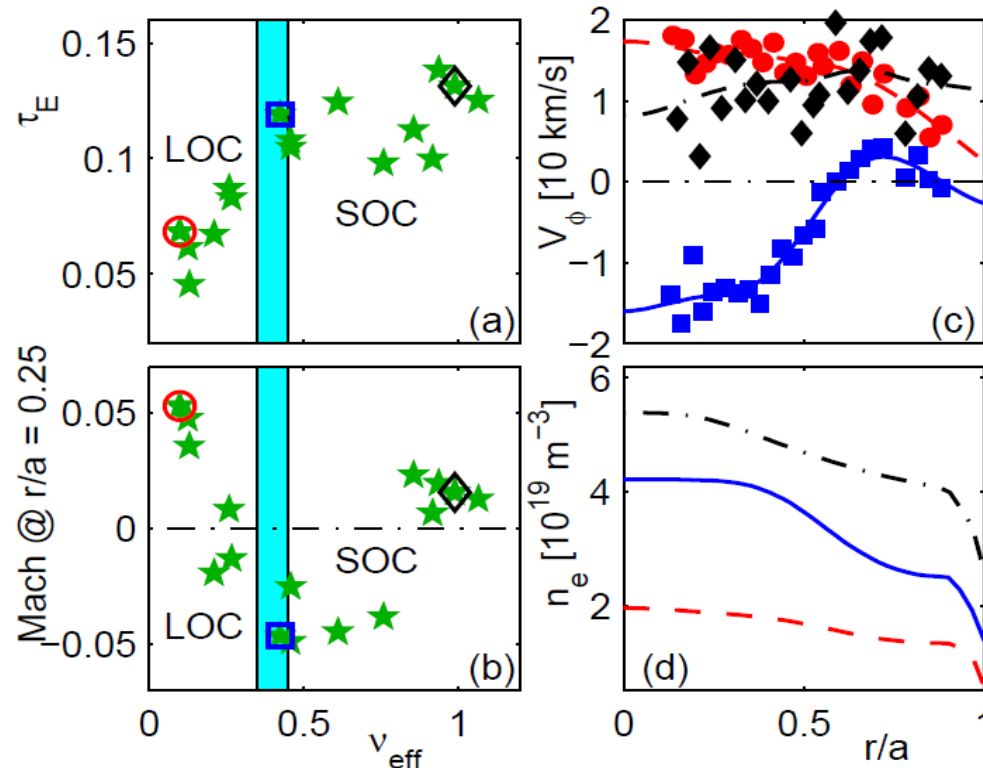 τE
0.15
0.1
0.05
LOC
SOC
(a)
Mach @ r/a = 0.25
0.05
0
−0.05
LOC
SOC
(b)
0
0.5
1
νeff
Vϕ [10 km/s]
2
1
0
−1
−2
(c)
ne [10^19 m^−3]
6
4
2
(d)
0
0.5
1
r/a